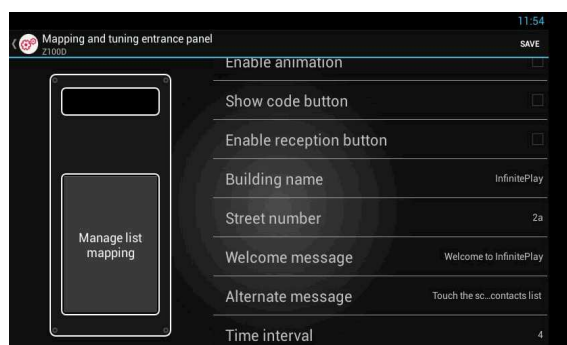 11:54
Mapping and tuning entrance panel
Z100D
SAVE
Enable animation
Show code button
Enable reception button
Building name
InfinitePlay
Street number
2a
Manage list
mapping
Welcome message
Welcome to InfinitePlay
Alternate message
Touch the sc...contacts list
Time interval
4